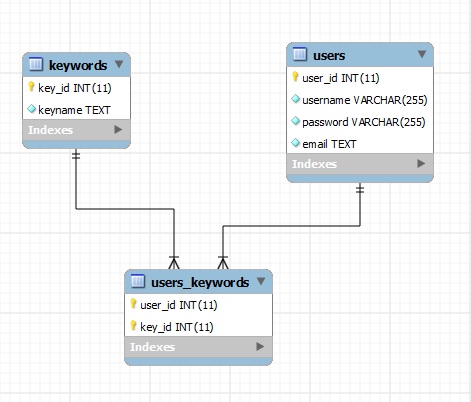 keywords
key_id INT(11)
keyname TEXT
Indexes
users
user_id INT(11)
username VARCHAR(255)
password VARCHAR(255)
email TEXT
Indexes
users_keywords
user_id INT(11)
key_id INT(11)
Indexes